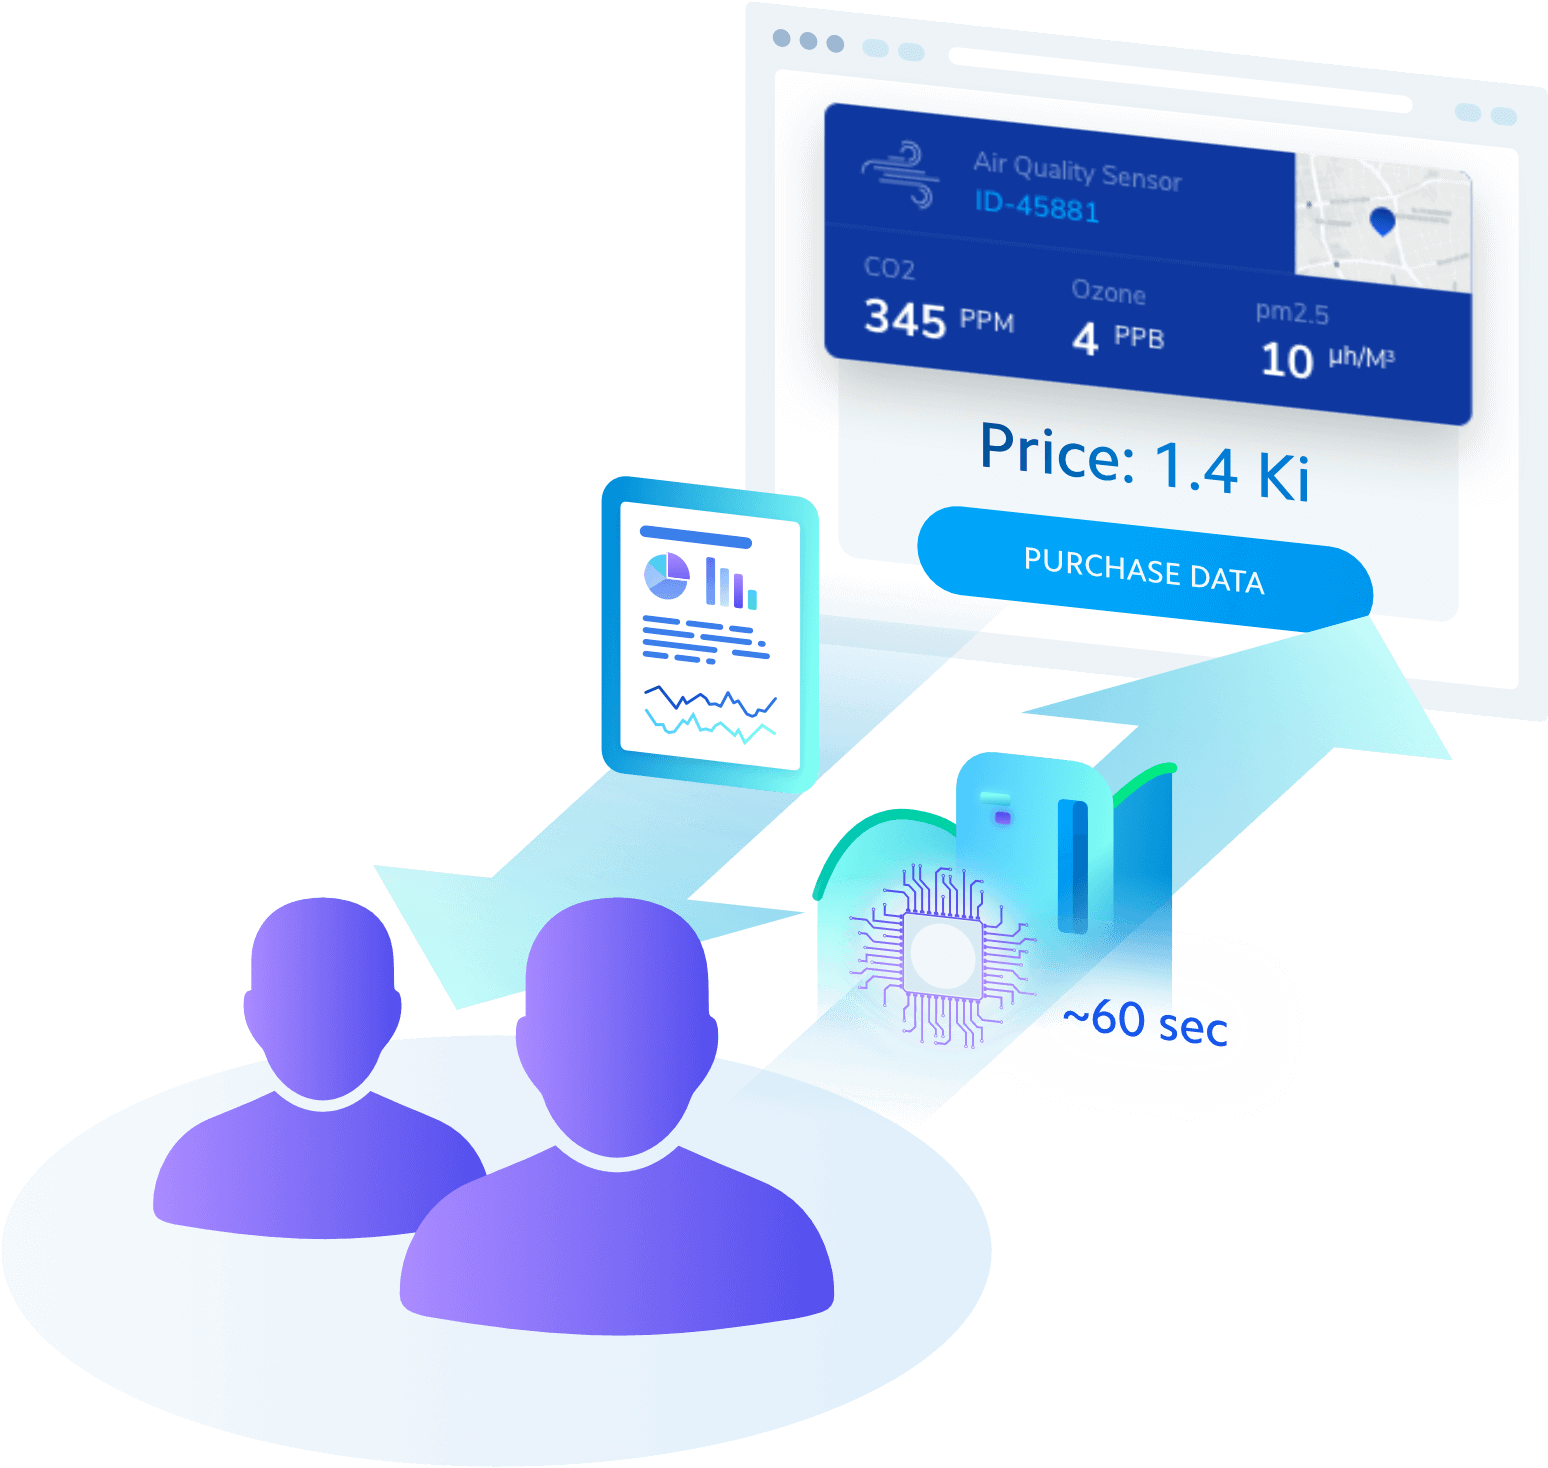 Air Quality Sensor
ID-45881
CO2
345 PPM
Ozone
4 PPB
pm2.5
10 µh/M³
Price: 1.4 Ki
PURCHASE DATA
~60 sec